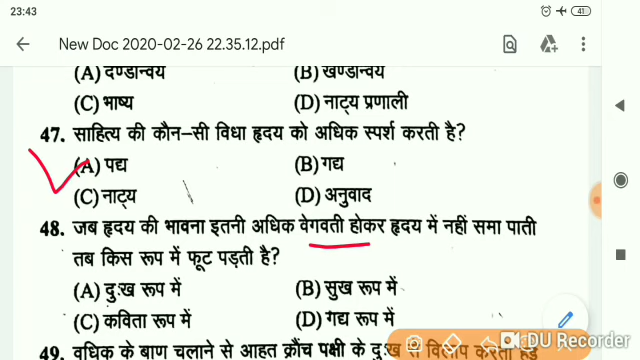 23:43
41
New Doc 2020-02-26 22.35.12.pdf
(A) दण्डान्वय (B) खण्डान्वय
(C) भाष्य (D) नाट्य प्रणाली
47. साहित्य की कौन-सी विधा हृदय को अधिक स्पर्श करती है?
(A) पद्य (B) गद्य
(C) नाट्य (D) अनुवाद
48. जब हृदय की भावना इतनी अधिक वेगवती होकर हृदय में नहीं समा पाती
तब किस रूप में फूट पड़ती है?
(A) दुःख रूप में (B) सुख रूप में
(C) कविता रूप में (D) गद्य रूप में
49. वधिक के बाण चलाने से आहत क्रौंच पक्षी के दुःख से विलाप करती हुई
DU Recorder